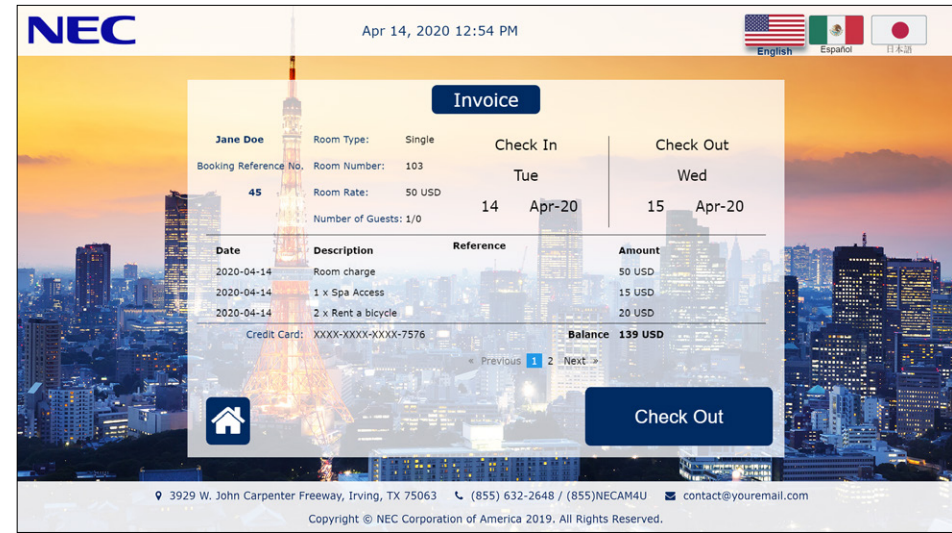 NEC
Apr 14, 2020 12:54 PM
English
Español
日本語
Invoice
Jane Doe
Booking Reference No.
45
Room Type: Single
Room Number: 103
Room Rate: 50 USD
Number of Guests: 1/0
Check In
Tue
14 Apr-20
Check Out
Wed
15 Apr-20
Date Description Reference Amount
2020-04-14 Room charge 50 USD
2020-04-14 1 x Spa Access 15 USD
2020-04-14 2 x Rent a bicycle 20 USD
Credit Card: XXXX-XXXX-XXXX-7576 Balance 139 USD
« Previous 1 2 Next »
Check Out
3929 W. John Carpenter Freeway, Irving, TX 75063 (855) 632-2648 / (855)NECAM4U contact@youremail.com
Copyright © NEC Corporation of America 2019. All Rights Reserved.